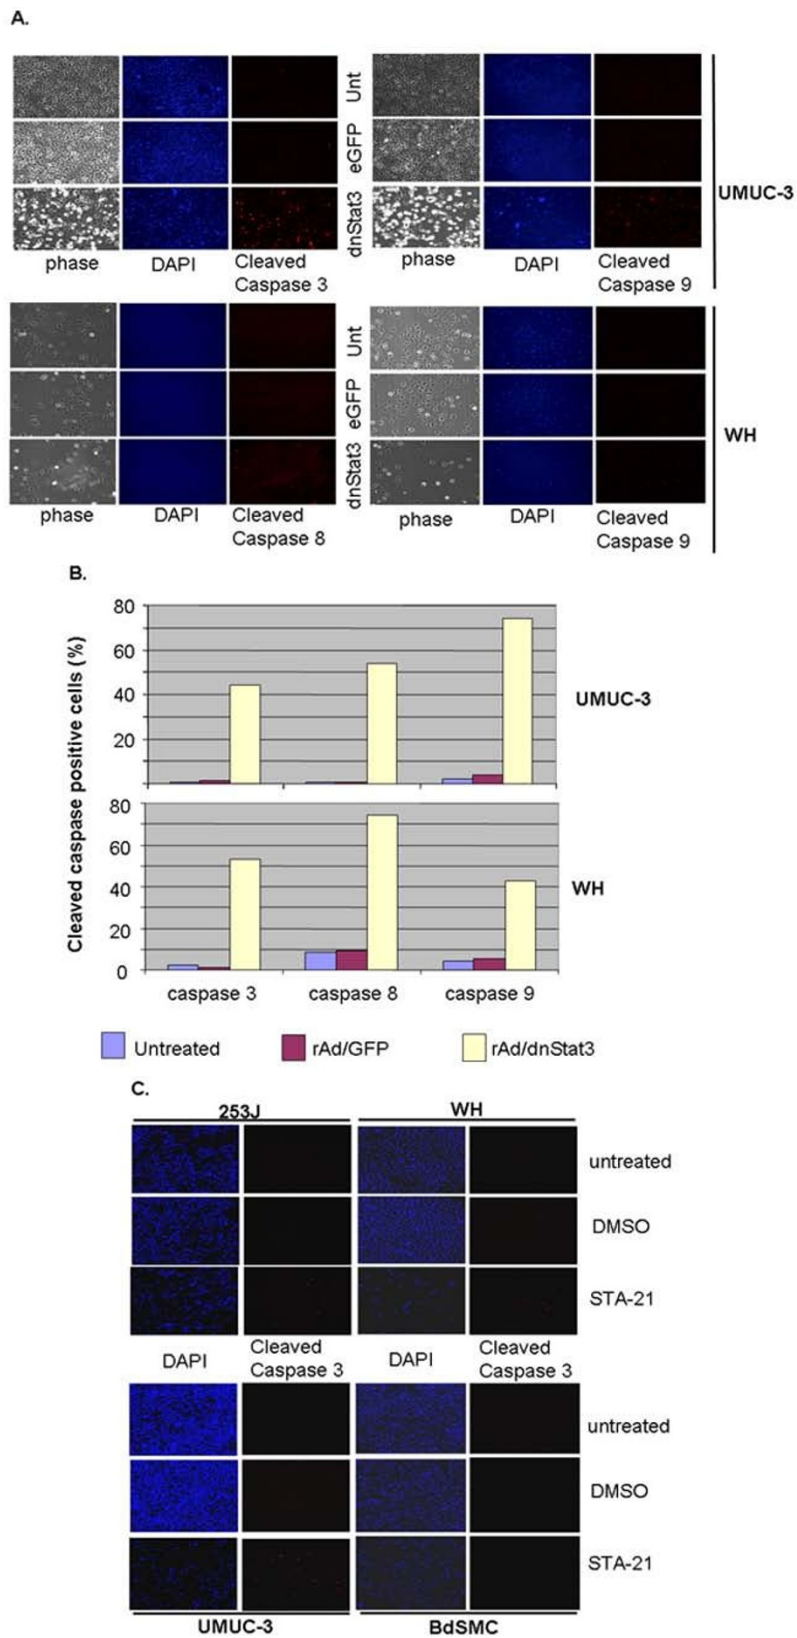 A.
Unt
eGFP
dnStat3
UMUC-3
phase DAPI Cleaved Caspase 3
phase DAPI Cleaved Caspase 9
Unt
eGFP
dnStat3
WH
phase DAPI Cleaved Caspase 8
phase DAPI Cleaved Caspase 9
B.
Cleaved caspase positive cells (%)
80
60
40
20
UMUC-3
80
60
40
20
0
WH
caspase 3 caspase 8 caspase 9
Untreated rAd/GFP rAd/dnStat3
C.
253J WH
untreated
DMSO
STA-21
DAPI Cleaved Caspase 3 DAPI Cleaved Caspase 3
untreated
DMSO
STA-21
UMUC-3 BdSMC